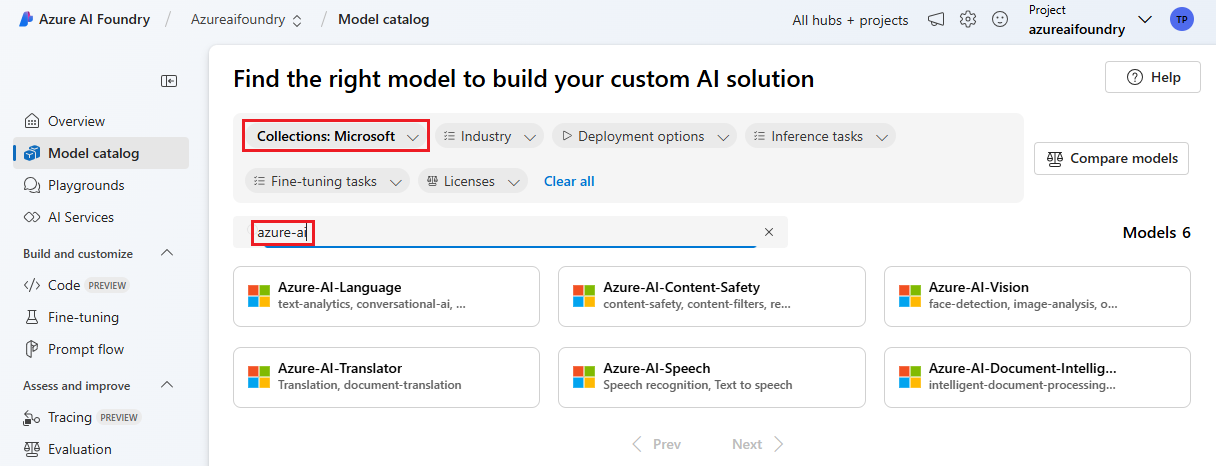 Azure AI Foundry / Azureaifoundry / Model catalog
All hubs + projects
Project
azureaifoundry
TP
Overview
Model catalog
Playgrounds
AI Services
Build and customize
Code PREVIEW
Fine-tuning
Prompt flow
Assess and improve
Tracing PREVIEW
Evaluation
Find the right model to build your custom AI solution
Help
Collections: Microsoft
Industry
Deployment options
Inference tasks
Fine-tuning tasks
Licenses
Clear all
Compare models
azure-ai
Models 6
Azure-AI-Language
text-analytics, conversational-ai, ...
Azure-AI-Content-Safety
content-safety, content-filters, re...
Azure-AI-Vision
face-detection, image-analysis, o...
Azure-AI-Translator
Translation, document-translation
Azure-AI-Speech
Speech recognition, Text to speech
Azure-AI-Document-Intellig...
intelligent-document-processing...
Prev
Next